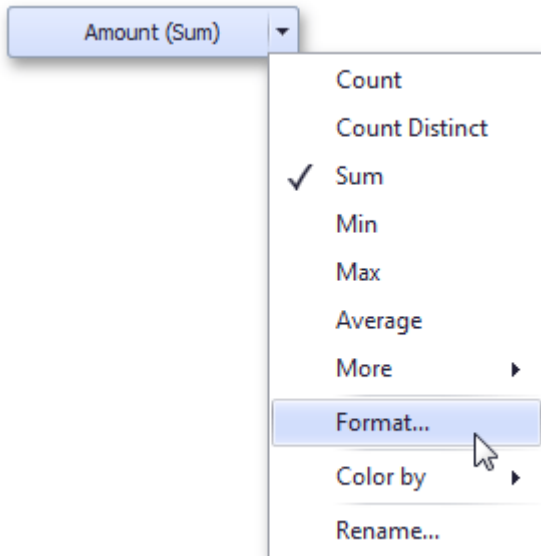 Amount (Sum)
Count
Count Distinct
Sum
Min
Max
Average
More
Format...
Color by
Rename...